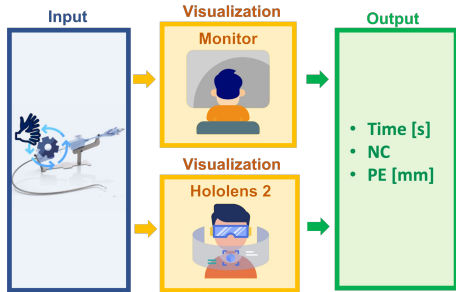 Input
Visualization
Monitor
Visualization
Hololens 2
Output
• Time [s]
• NC
• PE [mm]